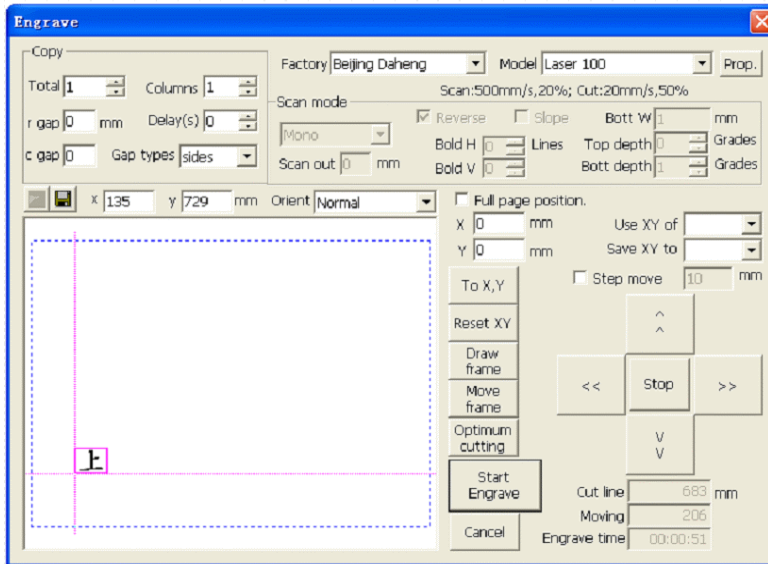 Engrave
Copy
Total 1 Columns 1
r gap 0 mm Delay(s) 0
c gap 0 Gap types sides
Factory Beijing Daheng Model Laser 100 Prop.
Scan:500mm/s,20%; Cut:20mm/s,50%
Scan mode
Mono
Scan out 0 mm
Reverse Slope Bott W 1 mm
Bold H 0 Lines Top depth 0 Grades
Bold V 0 Bott depth 1 Grades
x 135 y 729 mm Orient Normal
Full page position.
X 0 mm Use XY of
Y 0 mm Save XY to
Step move 10 mm
To X,Y
Reset XY
Draw
frame
Move
frame
Optimum
cutting
Start
Engrave
Cancel
^
^
<< Stop >>
V
V
Cut line 683 mm
Moving 206
Engrave time 00:00:51
上